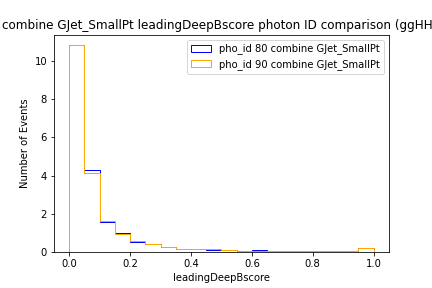 combine GJet_SmallPt leadingDeepBscore photon ID comparison (ggHH
pho_id 80 combine GJet_SmallPt
pho_id 90 combine GJet_SmallPt
Number of Events
10
8
6
4
2
0
0.0 0.2 0.4 0.6 0.8 1.0
leadingDeepBscore